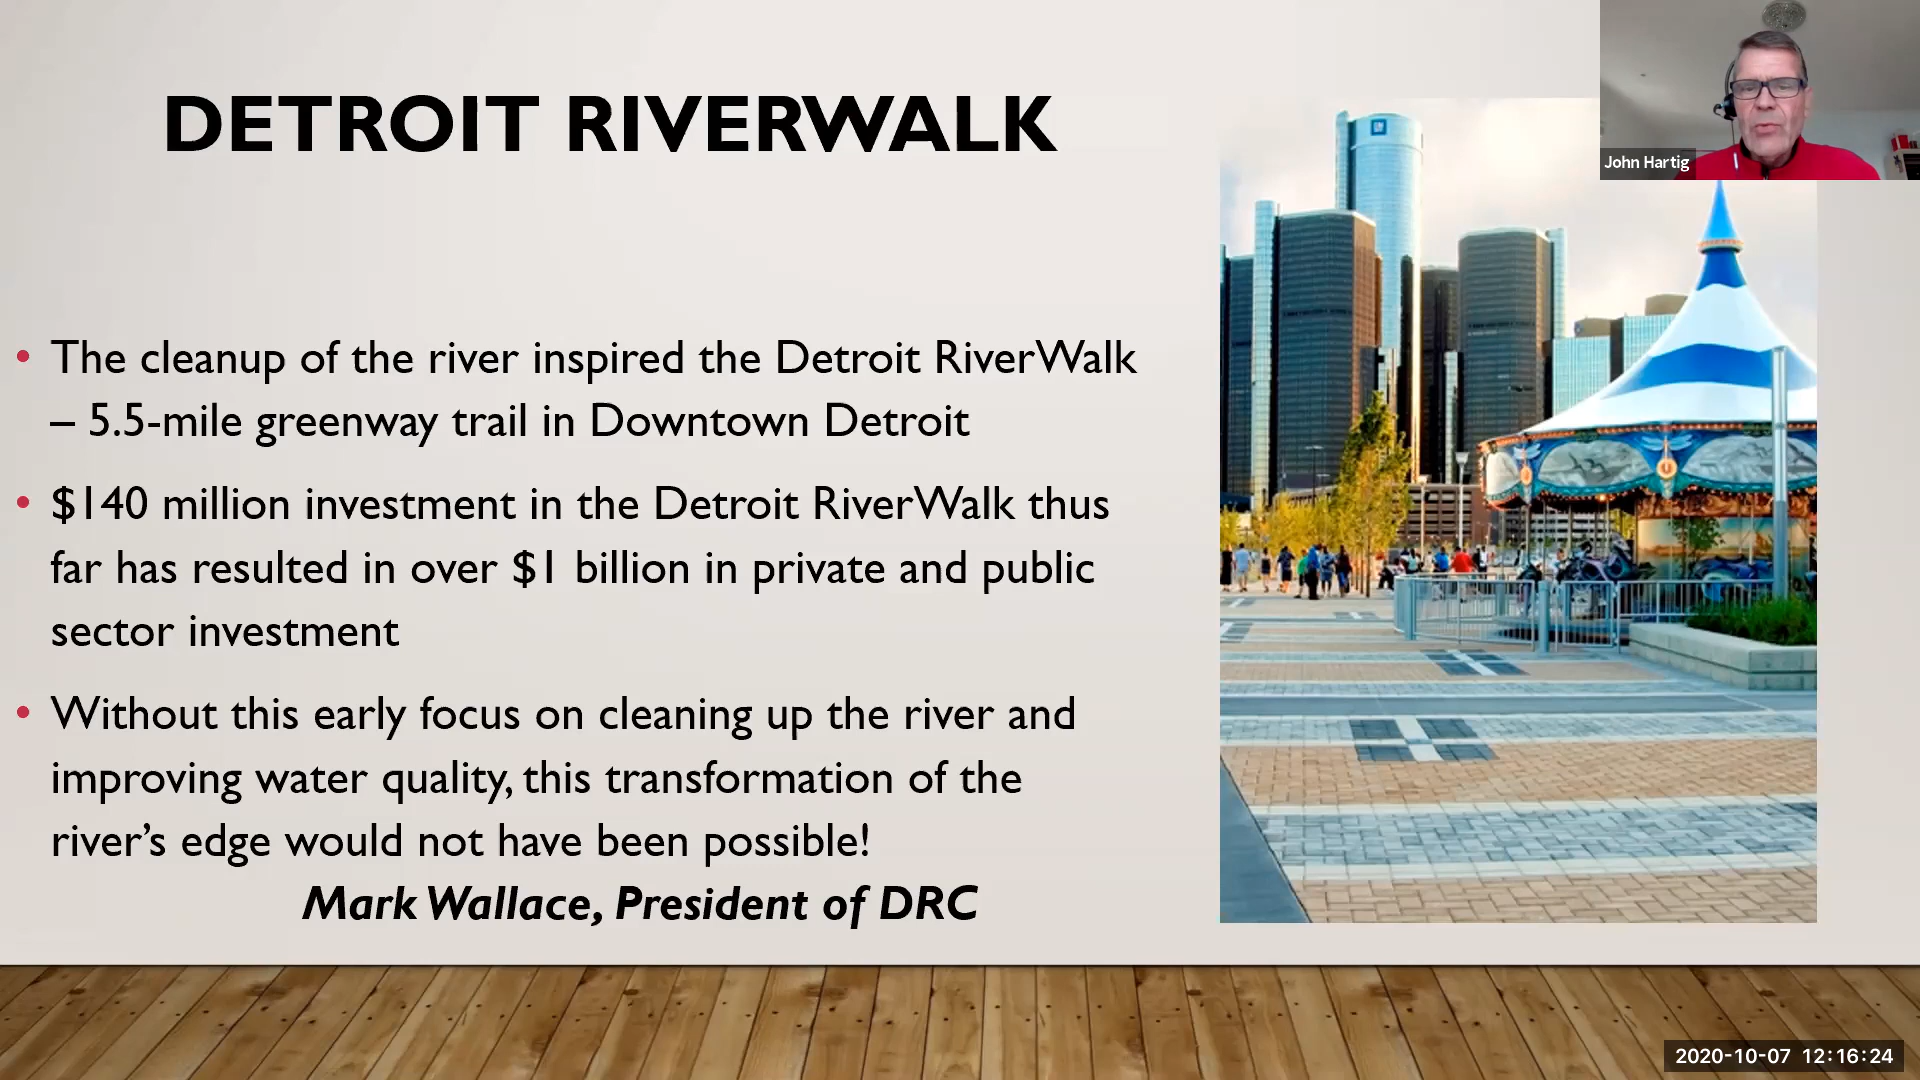 DETROIT RIVERWALK
John Hartig
• The cleanup of the river inspired the Detroit RiverWalk
– 5.5-mile greenway trail in Downtown Detroit
• $140 million investment in the Detroit RiverWalk thus
far has resulted in over $1 billion in private and public
sector investment
• Without this early focus on cleaning up the river and
improving water quality, this transformation of the
river’s edge would not have been possible!
Mark Wallace, President of DRC
2020-10-07 12:16:24